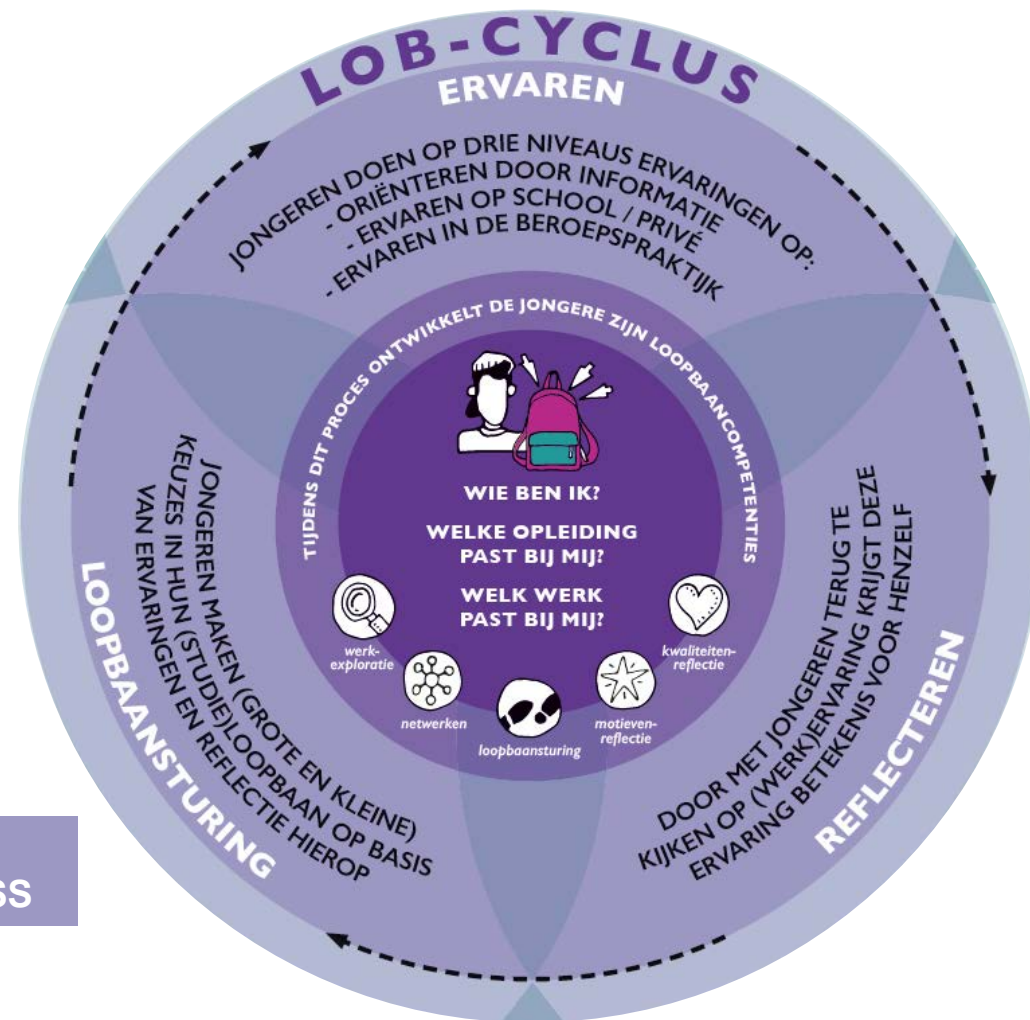 LOB-CYCLUS
ERVAREN
JONGEREN DOEN OP DRIE NIVEAUS ERVARINGEN OP:
- ORIËNTEREN DOOR INFORMATIE
- ERVAREN OP SCHOOL / PRIVÉ
- ERVAREN IN DE BEROEPSPRAKTIJK
TIJDENS DIT PROCES ONTWIKKELT DE JONGERE ZIJN LOOPBAANCOMPETENTIES
WIE BEN IK?
WELKE OPLEIDING
PAST BIJ MIJ?
WELK WERK
PAST BIJ MIJ?
werk-
exploratie
netwerken
loopbaansturing
motieven-
reflectie
kwaliteiten-
reflectie
REFLECTEREN
DOOR MET JONGEREN TERUG TE
KIJKEN OP (WERK)ERVARING KRIJGT DEZE
ERVARING BETEKENIS VOOR HENZELF
LOOPBAANSTURING
JONGEREN MAKEN (GROTE EN KLEINE)
KEUZES IN HUN (STUDIE)LOOPBAAN OP BASIS
VAN ERVARINGEN EN REFLECTIE HIEROP
ss